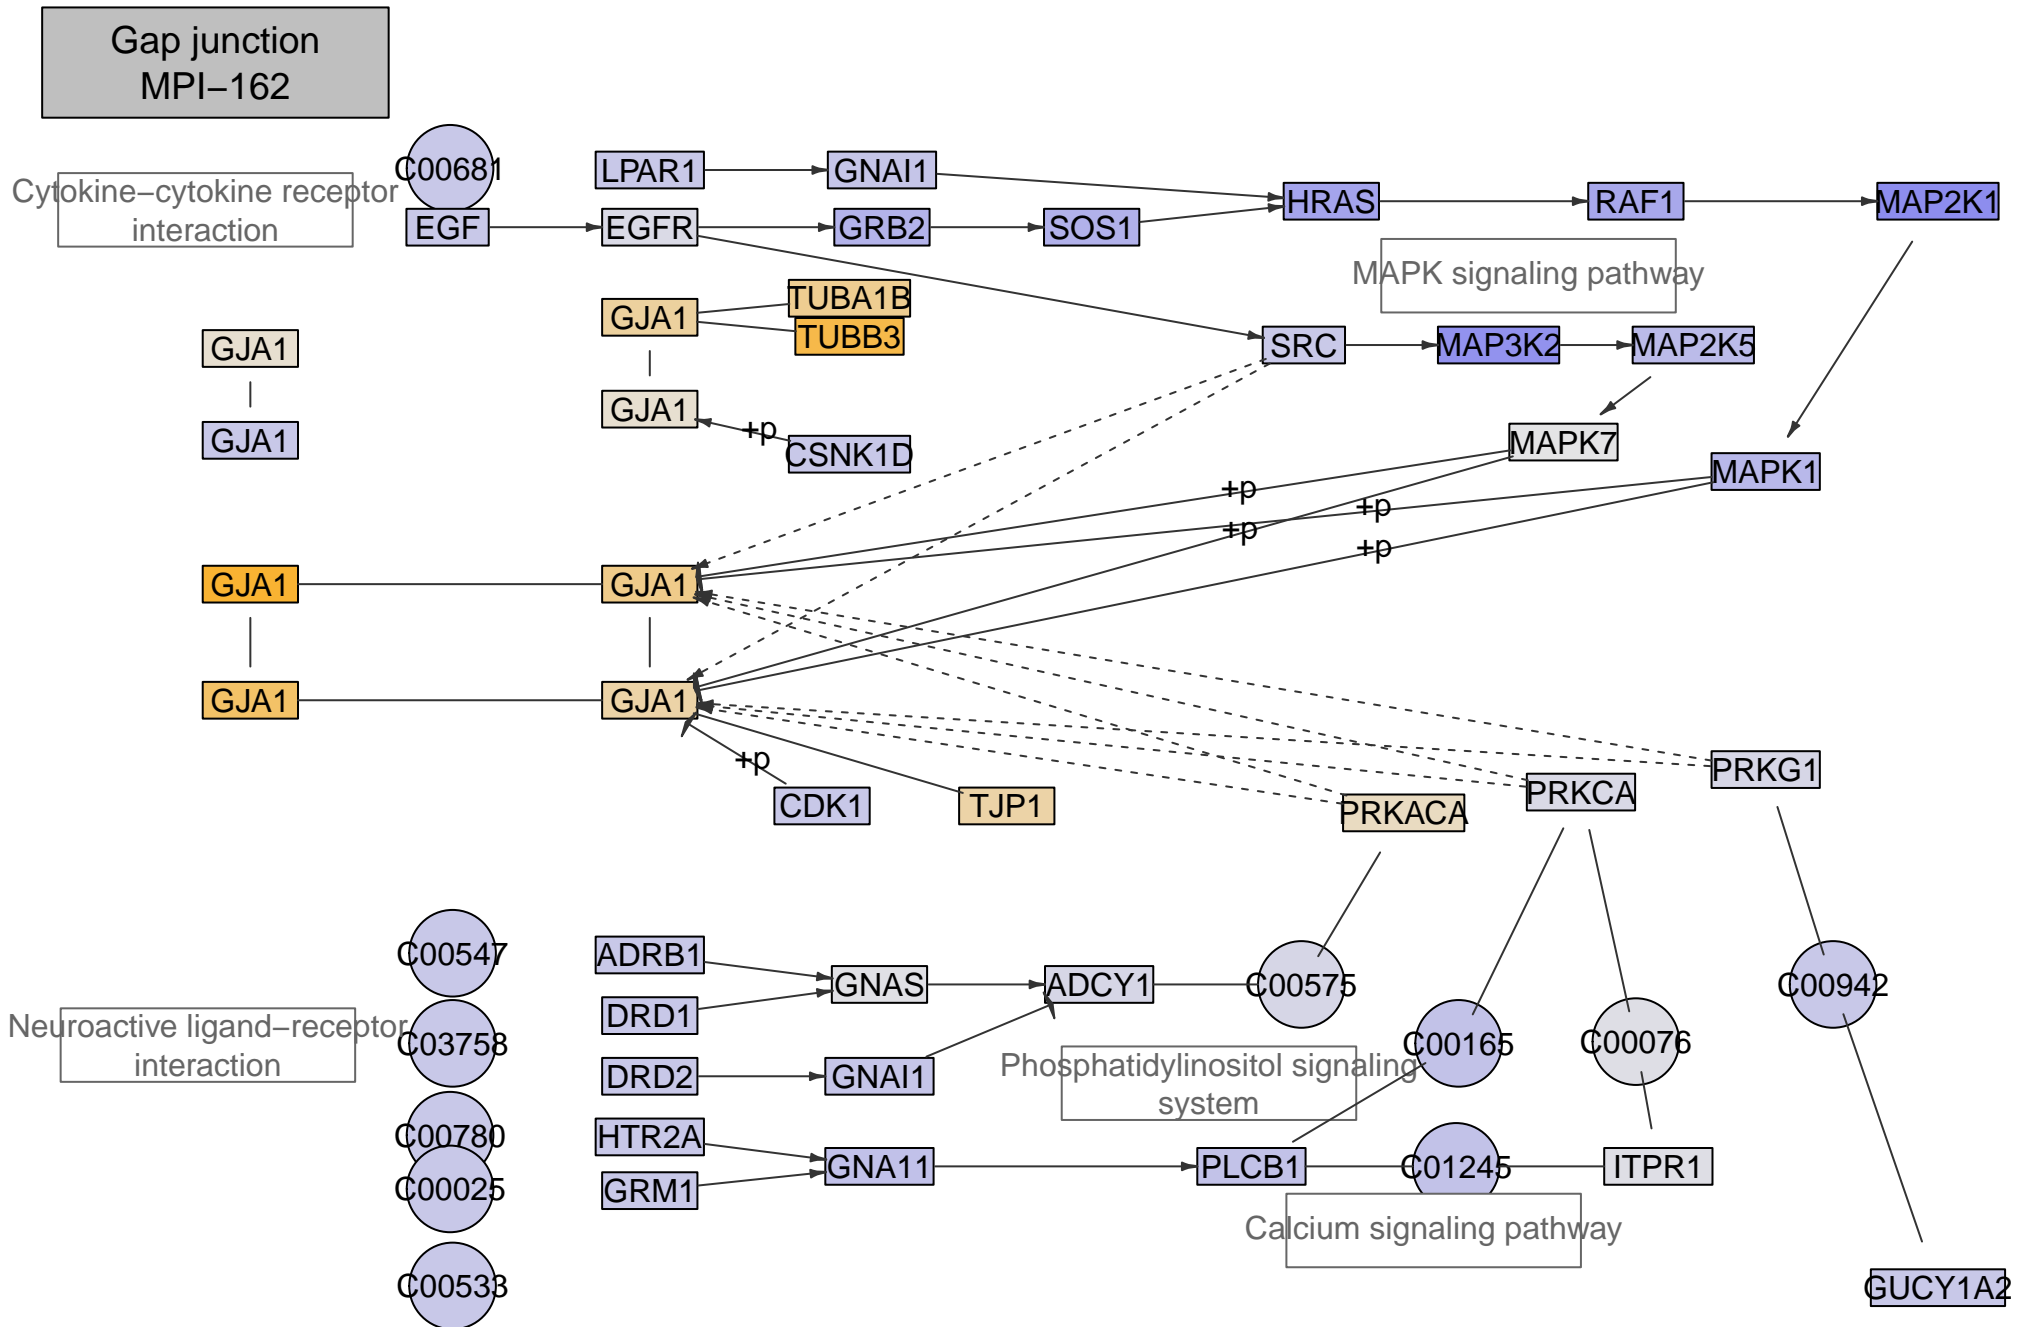 Gap junction
MPI−162
C00681
LPAR1
GNAI1
Cytokine−cytokine receptor
interaction
HRAS
RAF1
MAP2K1
EGF
EGFR
GRB2
SOS1
MAPK signaling pathway
TUBA1B
GJA1
TUBB3
GJA1
SRC
MAP3K2
MAP2K5
GJA1
+p
GJA1
CSNK1D
MAPK7
MAPK1
+p
+p
+p
+p
GJA1
GJA1
GJA1
GJA1
+p
CDK1
TJP1
PRKACA
PRKCA
PRKG1
C00547
ADRB1
GNAS
ADCY1
C00575
C00942
DRD1
Neuroactive ligand−receptor
interaction
C03758
C00165
C00076
DRD2
GNAI1
Phosphatidylinositol signaling
system
C00780
HTR2A
GNA11
PLCB1
C01245
ITPR1
C00025
GRM1
Calcium signaling pathway
C00533
GUCY1A2